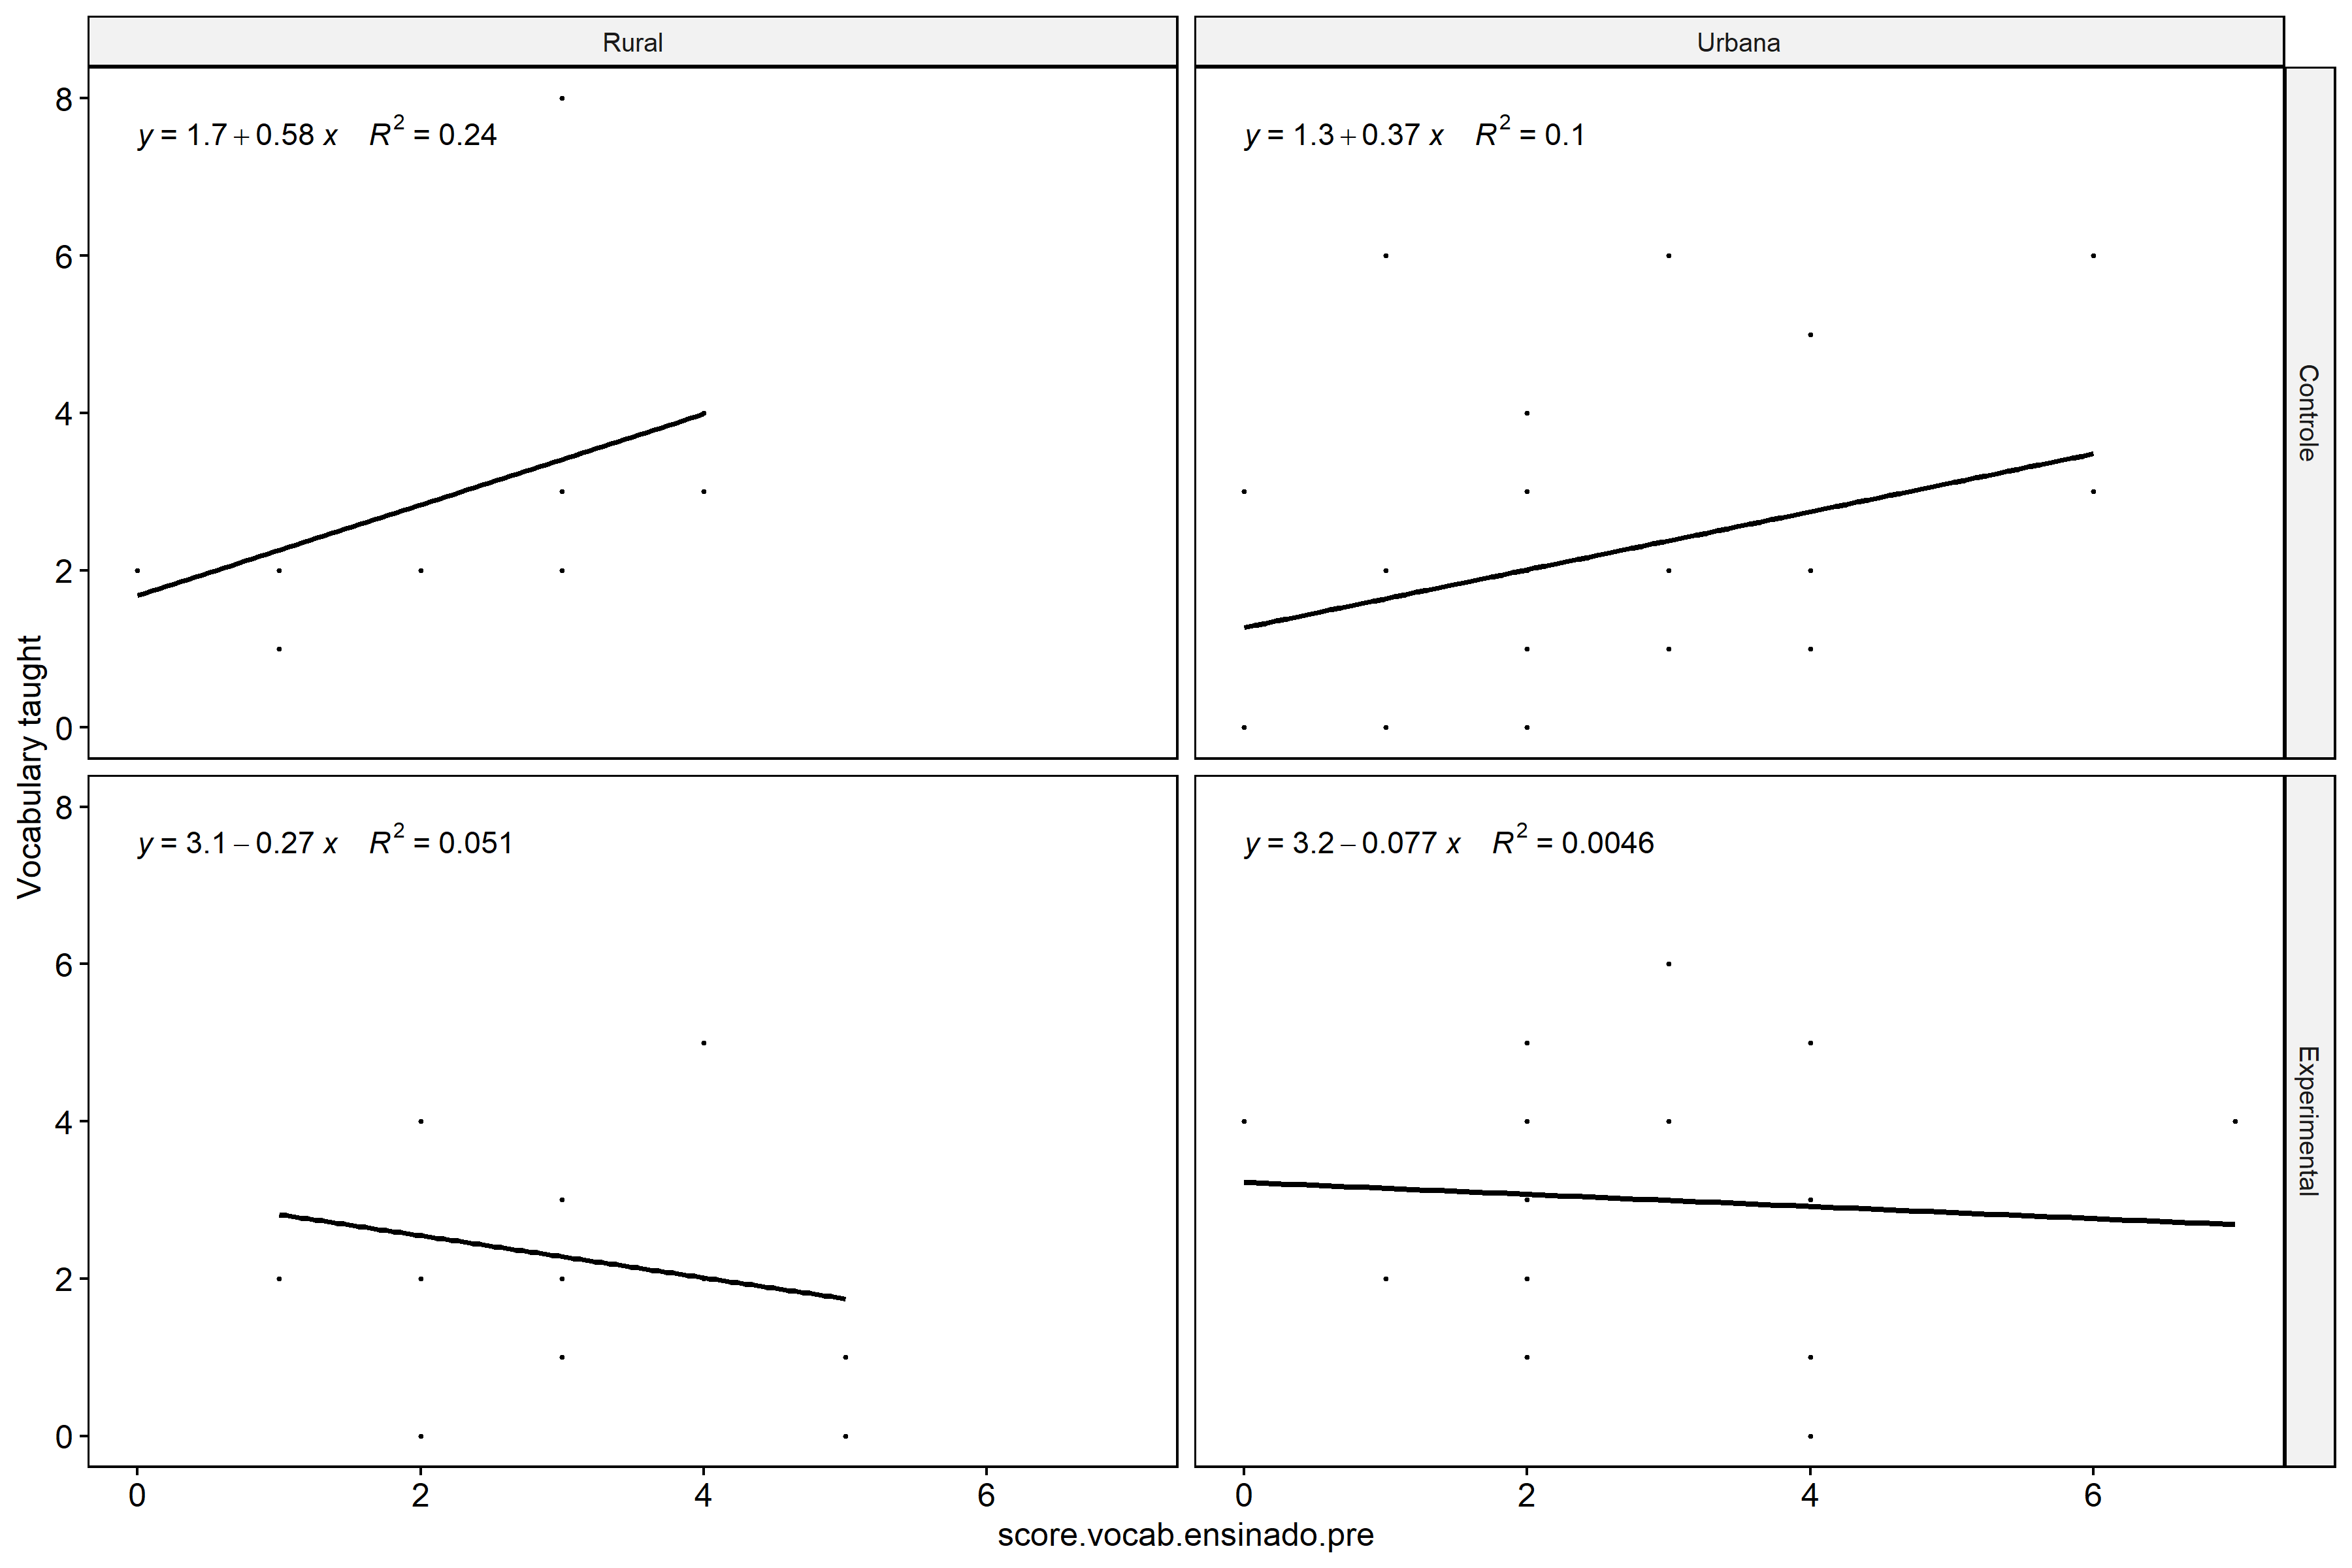 Rural
Urbana
8
6
4
2
0
y = 1.7 + 0.58 x R² = 0.24
y = 1.3 + 0.37 x R² = 0.1
Controle
Vocabulary taught
8
6
4
2
0
y = 3.1 − 0.27 x R² = 0.051
y = 3.2 − 0.077 x R² = 0.0046
Experimental
0 2 4 6
0 2 4 6
score.vocab.ensinado.pre